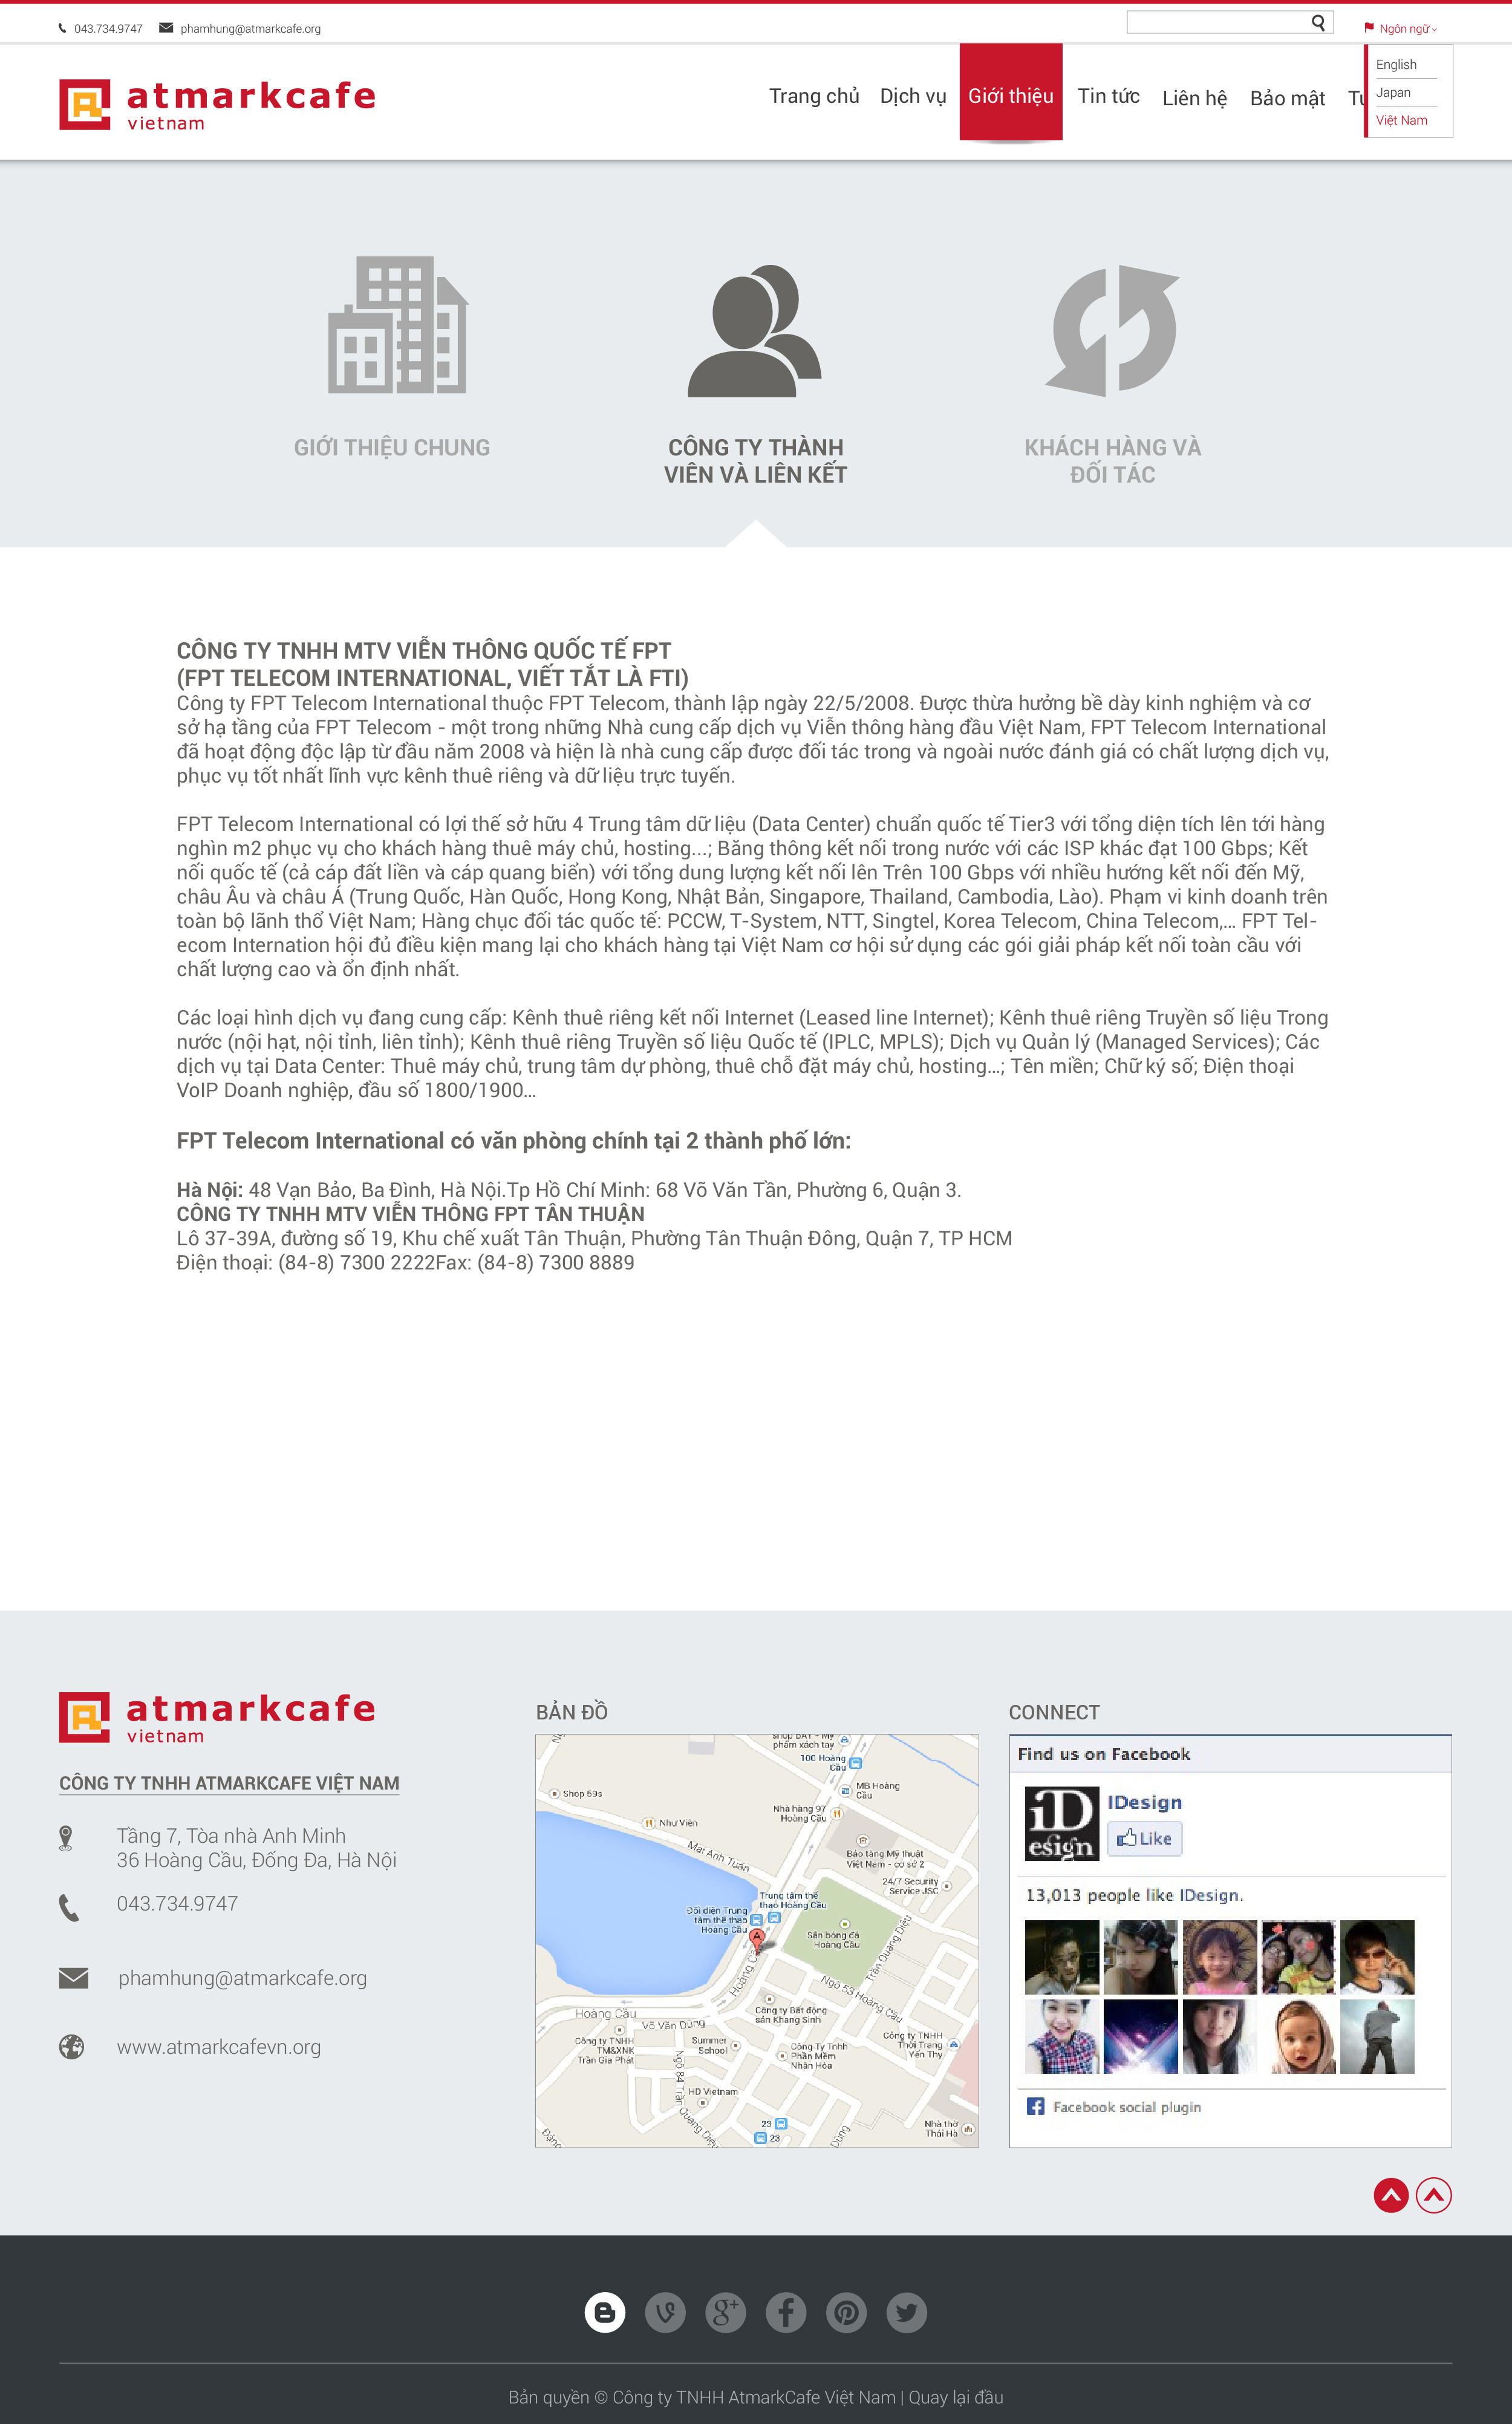 043.734.9747 phamhung@atmarkcafe.org
Ngôn ngữ
English
Japan
Việt Nam
atmarkcafe
vietnam
Trang chủ Dịch vụ Giới thiệu Tin tức Liên hệ Bảo mật
GIỚI THIỆU CHUNG
CÔNG TY THÀNH
VIÊN VÀ LIÊN KẾT
KHÁCH HÀNG VÀ
ĐỐI TÁC
CÔNG TY TNHH MTV VIỄN THÔNG QUỐC TẾ FPT
(FPT TELECOM INTERNATIONAL, VIẾT TẮT LÀ FTI)
Công ty FPT Telecom International thuộc FPT Telecom, thành lập ngày 22/5/2008. Được thừa hưởng bề dày kinh nghiệm và cơ
sở hạ tầng của FPT Telecom - một trong những Nhà cung cấp dịch vụ Viễn thông hàng đầu Việt Nam, FPT Telecom International
đã hoạt động độc lập từ đầu năm 2008 và hiện là nhà cung cấp được đối tác trong và ngoài nước đánh giá có chất lượng dịch vụ,
phục vụ tốt nhất lĩnh vực kênh thuê riêng và dữ liệu trực tuyến.
FPT Telecom International có lợi thế sở hữu 4 Trung tâm dữ liệu (Data Center) chuẩn quốc tế Tier3 với tổng diện tích lên tới hàng
nghìn m2 phục vụ cho khách hàng thuê máy chủ, hosting...; Băng thông kết nối trong nước với các ISP khác đạt 100 Gbps; Kết
nối quốc tế (cả cáp đất liền và cáp quang biển) với tổng dung lượng kết nối lên Trên 100 Gbps với nhiều hướng kết nối đến Mỹ,
châu Âu và châu Á (Trung Quốc, Hàn Quốc, Hong Kong, Nhật Bản, Singapore, Thailand, Cambodia, Lào). Phạm vi kinh doanh trên
toàn bộ lãnh thổ Việt Nam; Hàng chục đối tác quốc tế: PCCW, T-System, NTT, Singtel, Korea Telecom, China Telecom,... FPT Tel-
ecom Internation hội đủ điều kiện mang lại cho khách hàng tại Việt Nam cơ hội sử dụng các gói giải pháp kết nối toàn cầu với
chất lượng cao và ổn định nhất.
Các loại hình dịch vụ đang cung cấp: Kênh thuê riêng kết nối Internet (Leased line Internet); Kênh thuê riêng Truyền số liệu Trong
nước (nội hạt, nội tỉnh, liên tỉnh); Kênh thuê riêng Truyền số liệu Quốc tế (IPLC, MPLS); Dịch vụ Quản lý (Managed Services); Các
dịch vụ tại Data Center: Thuê máy chủ, trung tâm dự phòng, thuê chỗ đặt máy chủ, hosting...; Tên miền; Chữ ký số; Điện thoại
VoIP Doanh nghiệp, đầu số 1800/1900...
FPT Telecom International có văn phòng chính tại 2 thành phố lớn:
Hà Nội: 48 Vạn Bảo, Ba Đình, Hà Nội.Tp Hồ Chí Minh: 68 Võ Văn Tần, Phường 6, Quận 3.
CÔNG TY TNHH MTV VIỄN THÔNG FPT TÂN THUẬN
Lô 37-39A, đường số 19, Khu chế xuất Tân Thuận, Phường Tân Thuận Đông, Quận 7, TP HCM
Điện thoại: (84-8) 7300 2222Fax: (84-8) 7300 8889
atmarkcafe
vietnam
CÔNG TY TNHH ATMARKCAFE VIỆT NAM
Tầng 7, Tòa nhà Anh Minh
36 Hoàng Cầu, Đống Đa, Hà Nội
043.734.9747
phamhung@atmarkcafe.org
www.atmarkcafevn.org
BẢN ĐỒ
phẩm xách tay
100 Hoàng
Cầu
MB Hoàng
Cầu
Shop 59s
Nhà hàng 97
Hoàng Cầu
Như Viên
Mai Anh Tuấn
Bảo tàng Mỹ thuật
Việt Nam - cơ sở 2
24/7 Security
Service JSC
Trung tâm thể
thao Hoàng Cầu
Đối diện Trung
tâm thể thao
Hoàng Cầu
A
Sân bóng đá
Hoàng Cầu
Trần Quang Diệu
Ngõ 53 Hoàng Cầu
Hoàng Cầu
Võ Văn Dũng
Công ty Bất động
sản Khang Sinh
Công ty TNHH
TM&XNK
Trần Gia Phát
Summer
School
Công Ty Tnhh
Phần Mềm
Nhân Hòa
Công ty TNHH
Thời Trang
Yến Thy
Ngõ 84 Trần Quang Diệu
HD Vietnam
23
23
Nhà thờ
Thái Hà
CONNECT
Find us on Facebook
iD
esign
IDesign
Like
13,013 people like IDesign.
Facebook social plugin
Bản quyền © Công ty TNHH AtmarkCafe Việt Nam | Quay lại đầu